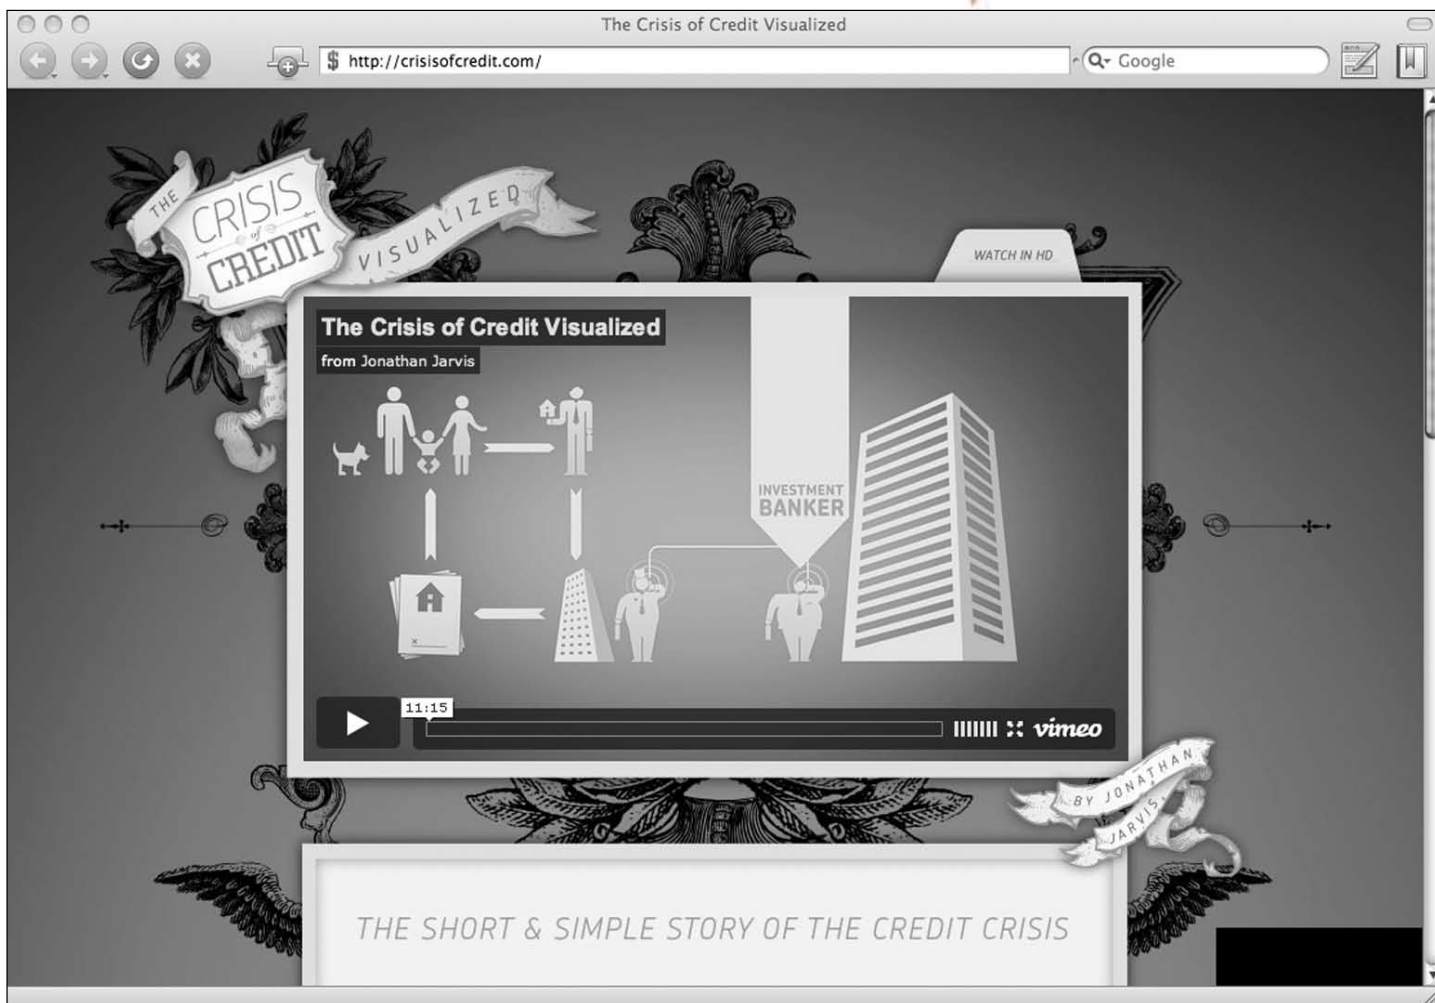 The Crisis of Credit Visualized
$ http://crisisofcredit.com/
Google
THE
CRISIS
of
CREDIT
VISUALIZED
WATCH IN HD
The Crisis of Credit Visualized
from Jonathan Jarvis
INVESTMENT
BANKER
11:15
vimeo
BY JONATHAN
JARVIS
THE SHORT & SIMPLE STORY OF THE CREDIT CRISIS